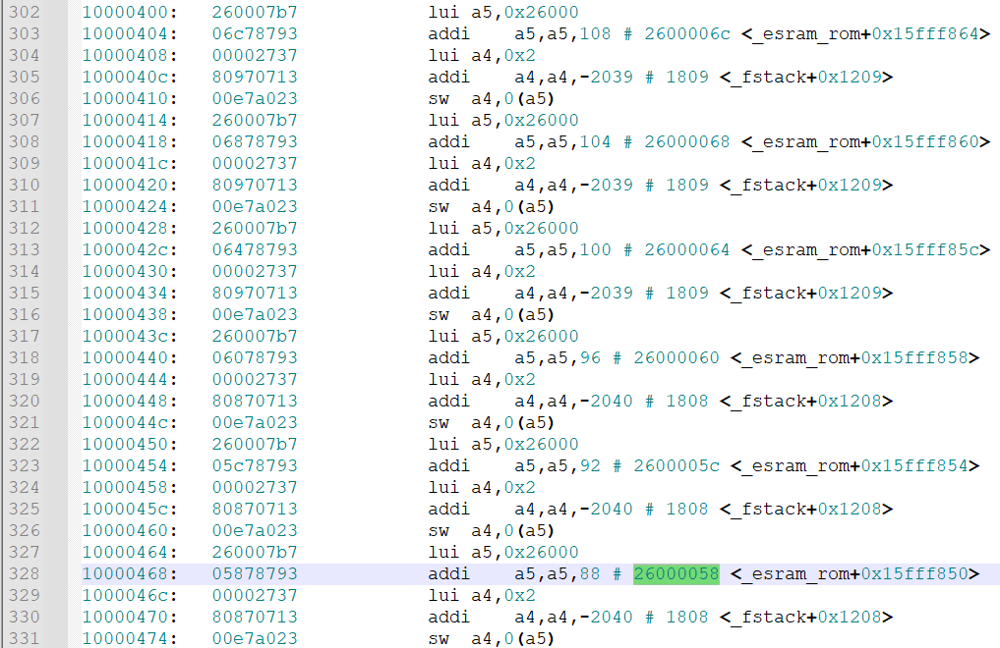 302 10000400: 260007b7 lui a5,0x26000
303 10000404: 06c78793 addi a5,a5,108 # 2600006c <_esram_rom+0x15fff864>
304 10000408: 00002737 lui a4,0x2
305 1000040c: 80970713 addi a4,a4,-2039 # 1809 <_fstack+0x1209>
306 10000410: 00e7a023 sw a4,0(a5)
307 10000414: 260007b7 lui a5,0x26000
308 10000418: 06878793 addi a5,a5,104 # 26000068 <_esram_rom+0x15fff860>
309 1000041c: 00002737 lui a4,0x2
310 10000420: 80970713 addi a4,a4,-2039 # 1809 <_fstack+0x1209>
311 10000424: 00e7a023 sw a4,0(a5)
312 10000428: 260007b7 lui a5,0x26000
313 1000042c: 06478793 addi a5,a5,100 # 26000064 <_esram_rom+0x15fff85c>
314 10000430: 00002737 lui a4,0x2
315 10000434: 80970713 addi a4,a4,-2039 # 1809 <_fstack+0x1209>
316 10000438: 00e7a023 sw a4,0(a5)
317 1000043c: 260007b7 lui a5,0x26000
318 10000440: 06078793 addi a5,a5,96 # 26000060 <_esram_rom+0x15fff858>
319 10000444: 00002737 lui a4,0x2
320 10000448: 80870713 addi a4,a4,-2040 # 1808 <_fstack+0x1208>
321 1000044c: 00e7a023 sw a4,0(a5)
322 10000450: 260007b7 lui a5,0x26000
323 10000454: 05c78793 addi a5,a5,92 # 2600005c <_esram_rom+0x15fff854>
324 10000458: 00002737 lui a4,0x2
325 1000045c: 80870713 addi a4,a4,-2040 # 1808 <_fstack+0x1208>
326 10000460: 00e7a023 sw a4,0(a5)
327 10000464: 260007b7 lui a5,0x26000
328 10000468: 05878793 addi a5,a5,88 # 26000058 <_esram_rom+0x15fff850>
329 1000046c: 00002737 lui a4,0x2
330 10000470: 80870713 addi a4,a4,-2040 # 1808 <_fstack+0x1208>
331 10000474: 00e7a023 sw a4,0(a5)